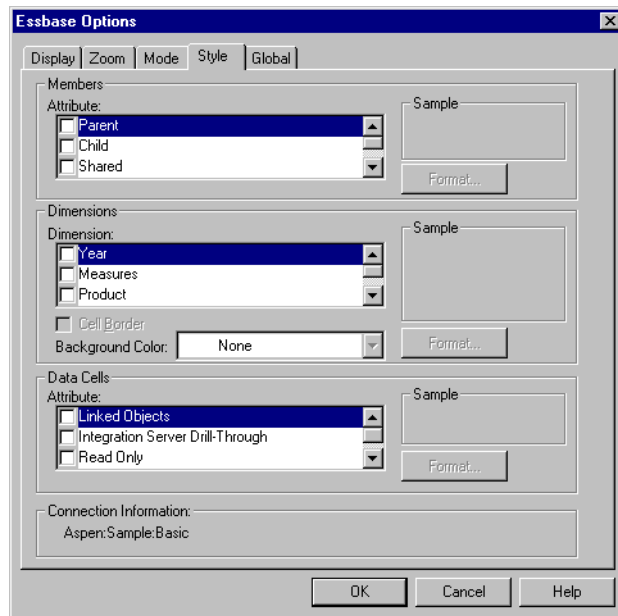 Essbase Options
Display Zoom Mode Style Global
Members
Attribute:
Parent
Child
Shared
Sample
Format...
Dimensions
Dimension:
Year
Measures
Product
Cell Border
Background Color: None
Sample
Format...
Data Cells
Attribute:
Linked Objects
Integration Server Drill-Through
Read Only
Sample
Format...
Connection Information:
Aspen:Sample:Basic
OK Cancel Help